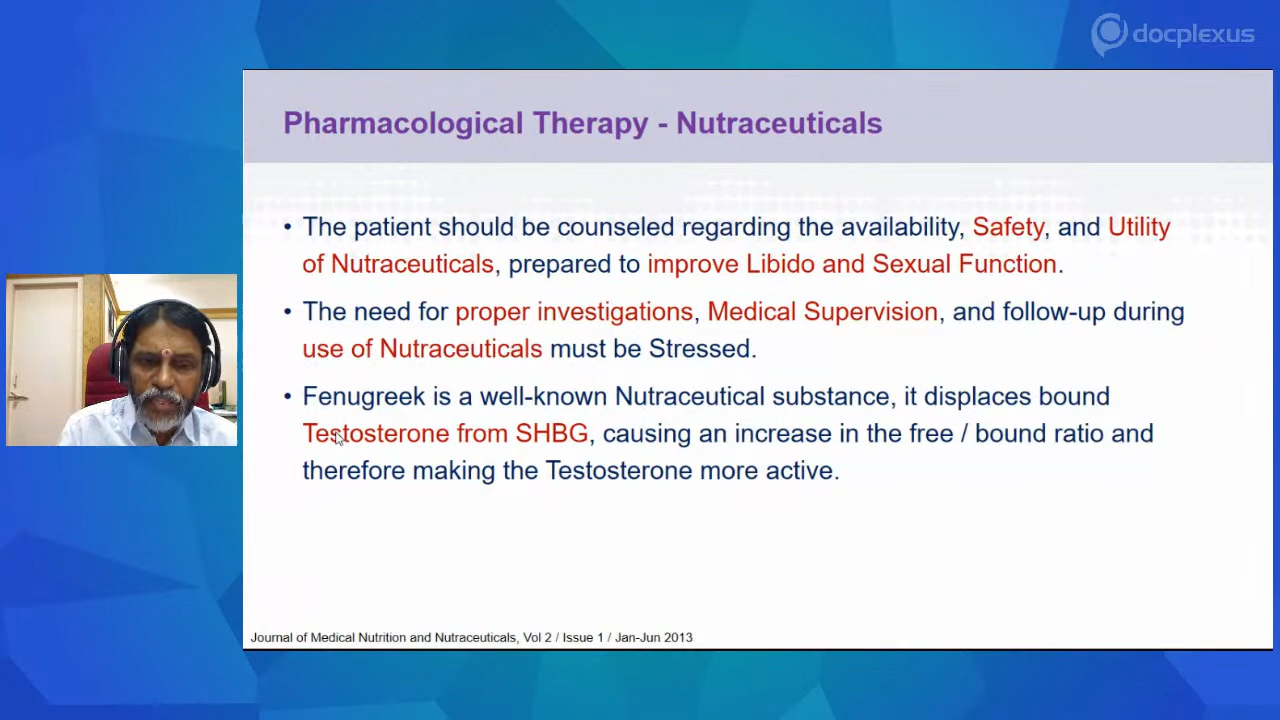 docplexus
Pharmacological Therapy - Nutraceuticals
• The patient should be counseled regarding the availability, Safety, and Utility
of Nutraceuticals, prepared to improve Libido and Sexual Function.
• The need for proper investigations, Medical Supervision, and follow-up during
use of Nutraceuticals must be Stressed.
• Fenugreek is a well-known Nutraceutical substance, it displaces bound
Testosterone from SHBG, causing an increase in the free / bound ratio and
therefore making the Testosterone more active.
Journal of Medical Nutrition and Nutraceuticals, Vol 2 / Issue 1 / Jan-Jun 2013